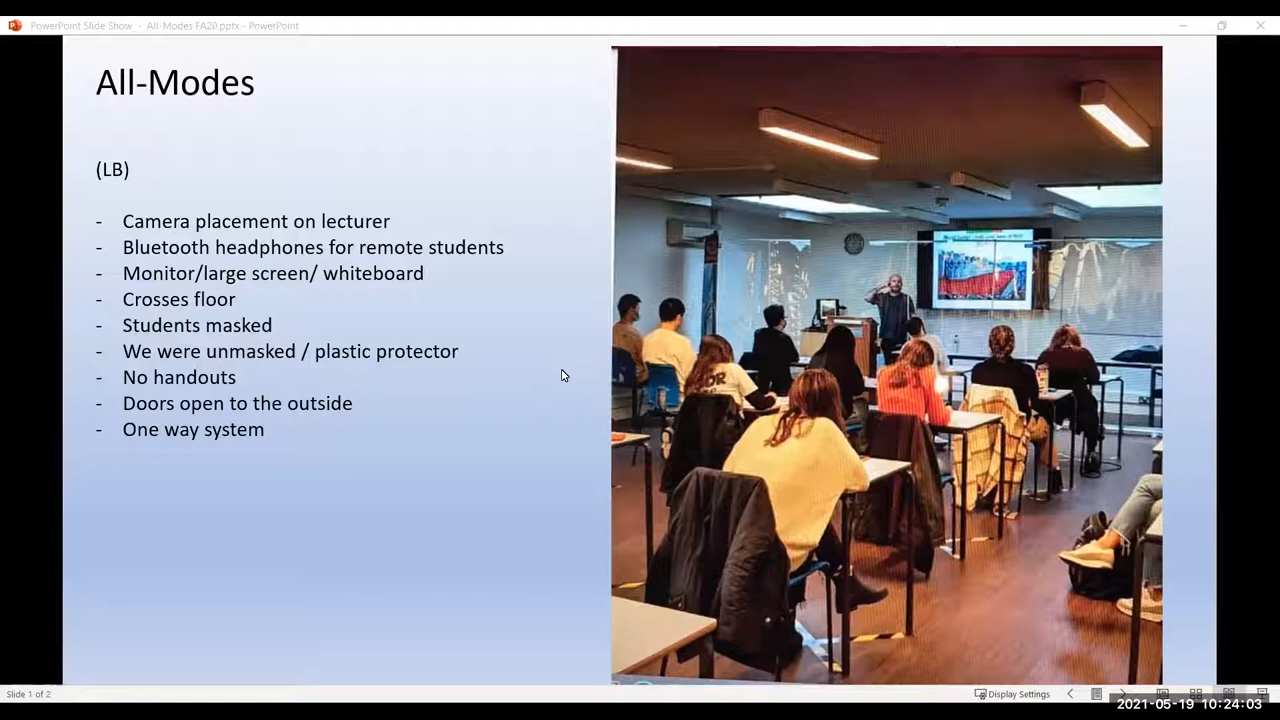 PowerPoint Slide Show - All-Modes FA20.pptx - PowerPoint
All-Modes
(LB)
- Camera placement on lecturer
- Bluetooth headphones for remote students
- Monitor/large screen/ whiteboard
- Crosses floor
- Students masked
- We were unmasked / plastic protector
- No handouts
- Doors open to the outside
- One way system
Slide 1 of 2
Display Settings
2021-05-19 10:24:03